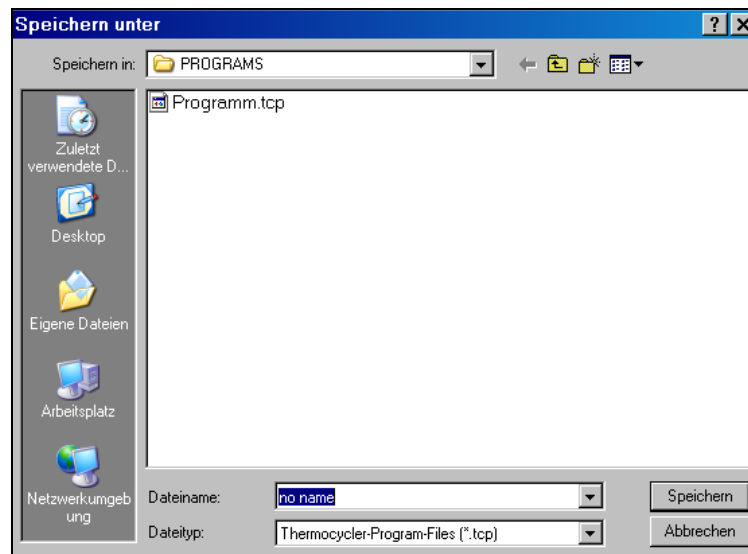 Speichern unter
Speichern in: PROGRAMS
Programm.tcp
Zuletzt
verwendete D...
Desktop
Eigene Dateien
Arbeitsplatz
Netzwerkumgeb
ung
Dateiname: no name Speichern
Dateityp: Thermocycler-Program-Files (*.tcp) Abbrechen